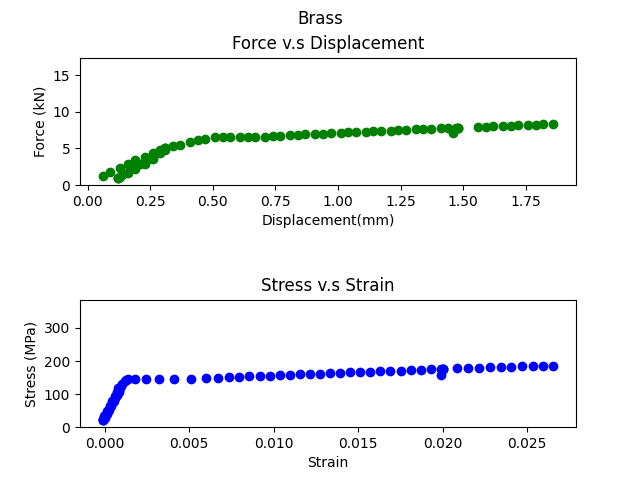 Brass
Force v.s Displacement
Force (kN)
15
10
5
0
0.00 0.25 0.50 0.75 1.00 1.25 1.50 1.75
Displacement(mm)
Stress v.s Strain
Stress (MPa)
300
200
100
0
0.000 0.005 0.010 0.015 0.020 0.025
Strain